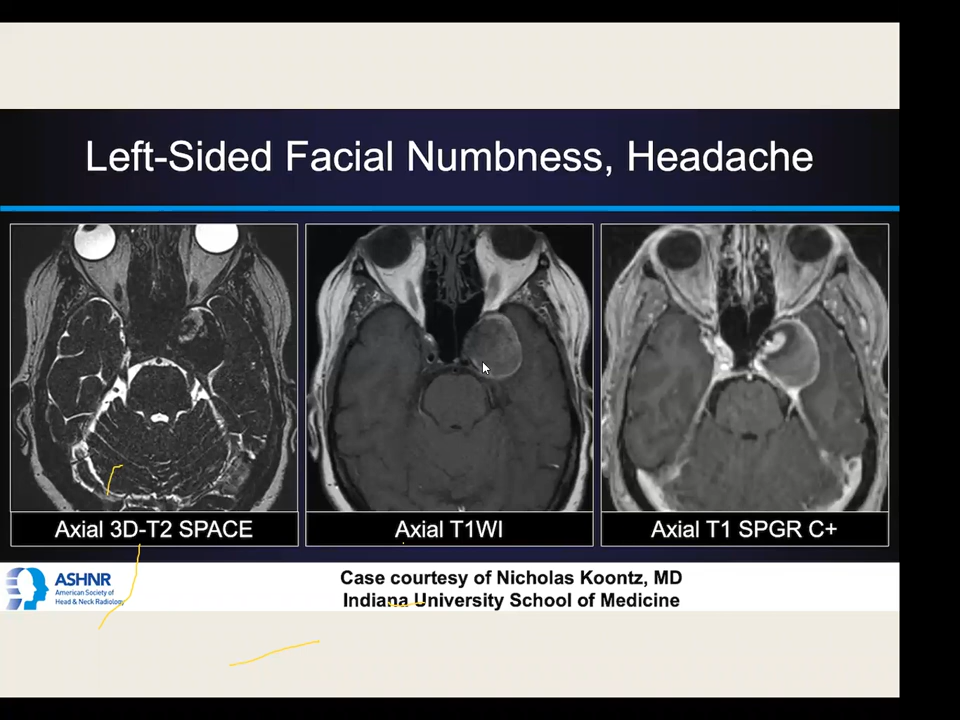 Left-Sided Facial Numbness, Headache
Axial 3D-T2 SPACE
Axial T1WI
Axial T1 SPGR C+
ASHNR
American Society of
Head & Neck Radiology
Case courtesy of Nicholas Koontz, MD
Indiana University School of Medicine